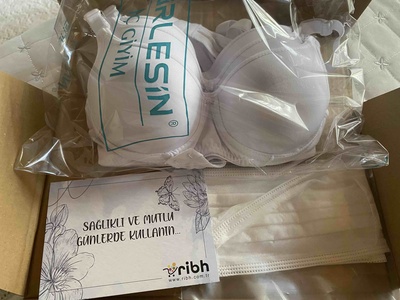 RLESİN®
İÇ GİYİM
SAĞLIKLI VE MUTLU
GÜNLERDE KULLANIN...
ribh
www.ribh.com.tr